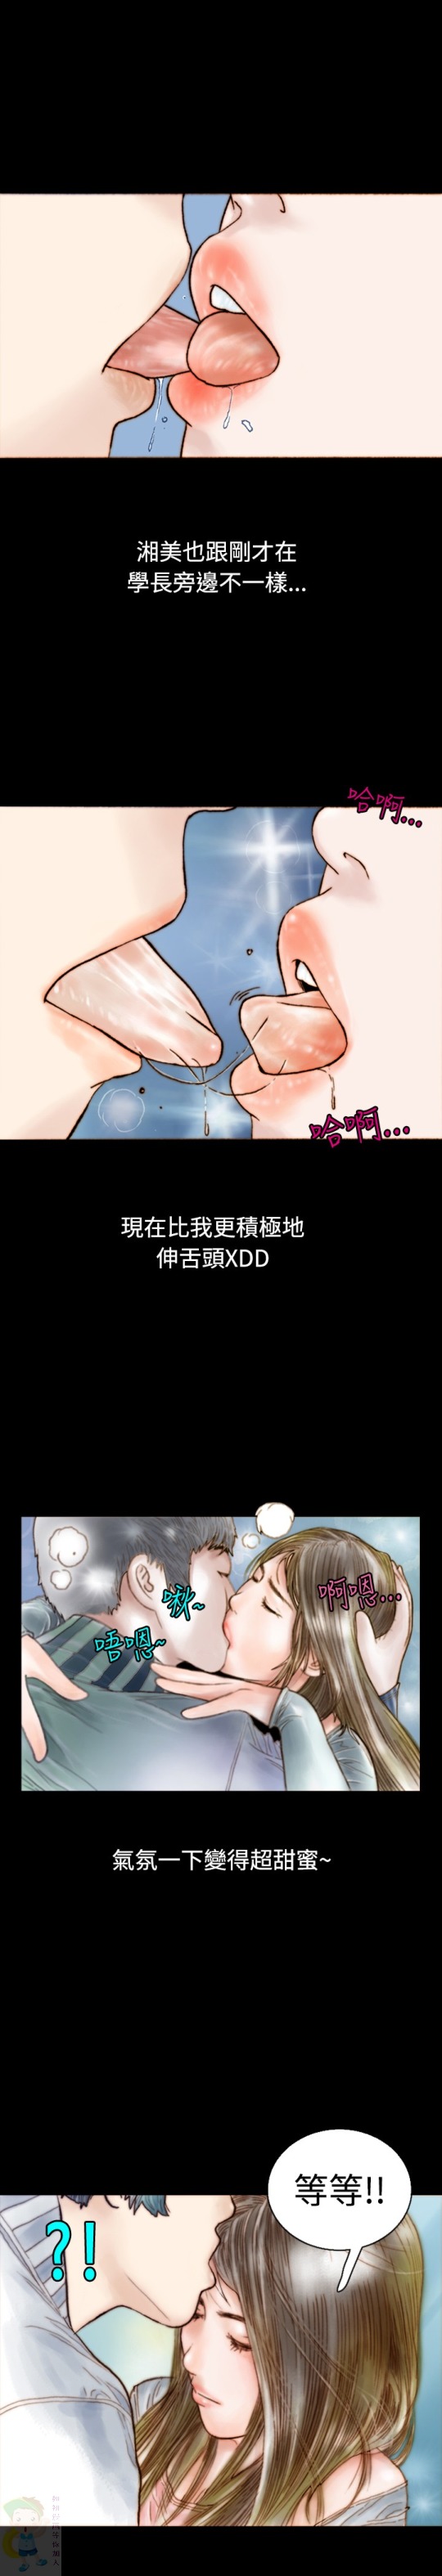 湘美也跟剛才在
學長旁邊不一樣...
哈啊...
哈啊...
現在比我更積極地
伸舌頭XDD
啾~
啊嗯...
唔嗯~
氣氛一下變得超甜蜜~
等等!!
?!